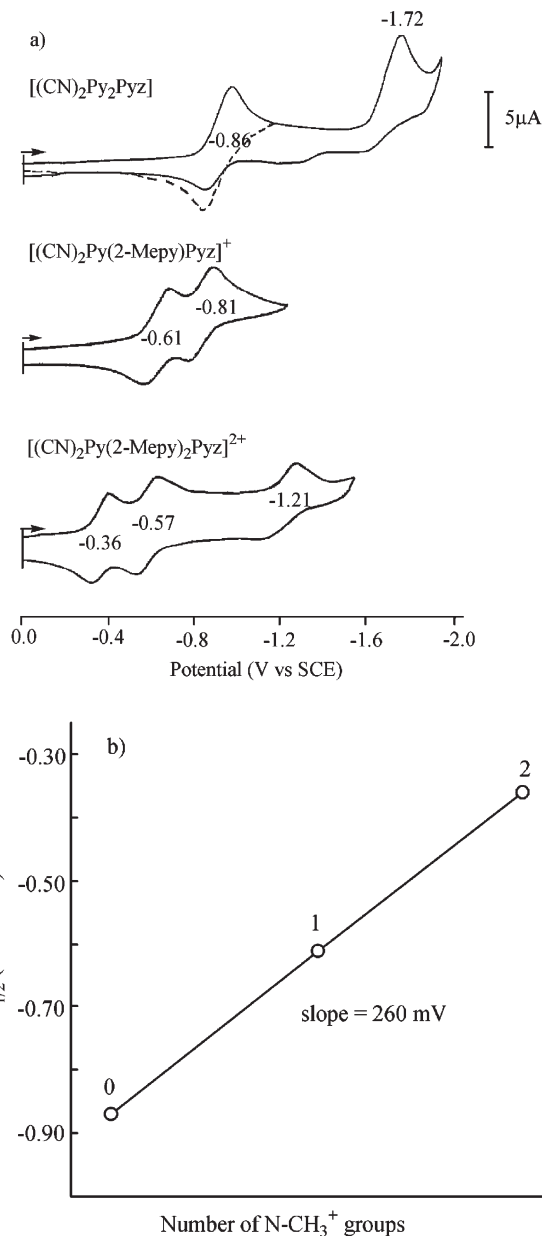 a)
-1.72
[(CN)₂Py₂Pyz]
-0.86
5μA
[(CN)₂Py(2-Mepy)Pyz]⁺
-0.81
-0.61
[(CN)₂Py(2-Mepy)₂Pyz]²⁺
-0.57
-1.21
-0.36
0.0 -0.4 -0.8 -1.2 -1.6 -2.0
Potential (V vs SCE)
b)
-0.30
2
-0.50
1
-0.70
slope = 260 mV
0
-0.90
Number of N-CH₃⁺ groups